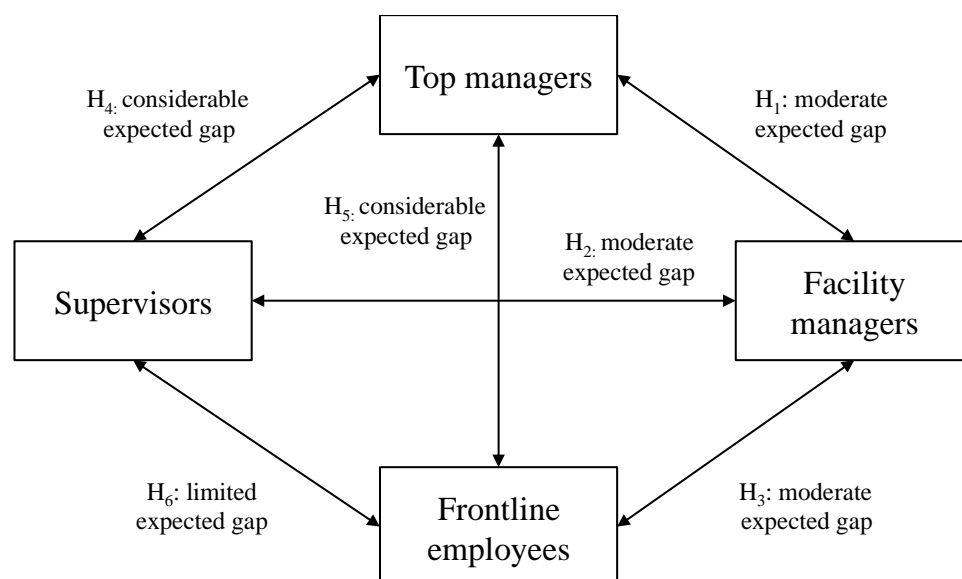 Top managers
H4: considerable
expected gap
H1: moderate
expected gap
H5: considerable
expected gap
H2: moderate
expected gap
Supervisors
Facility
managers
H6: limited
expected gap
Frontline
employees
H3: moderate
expected gap